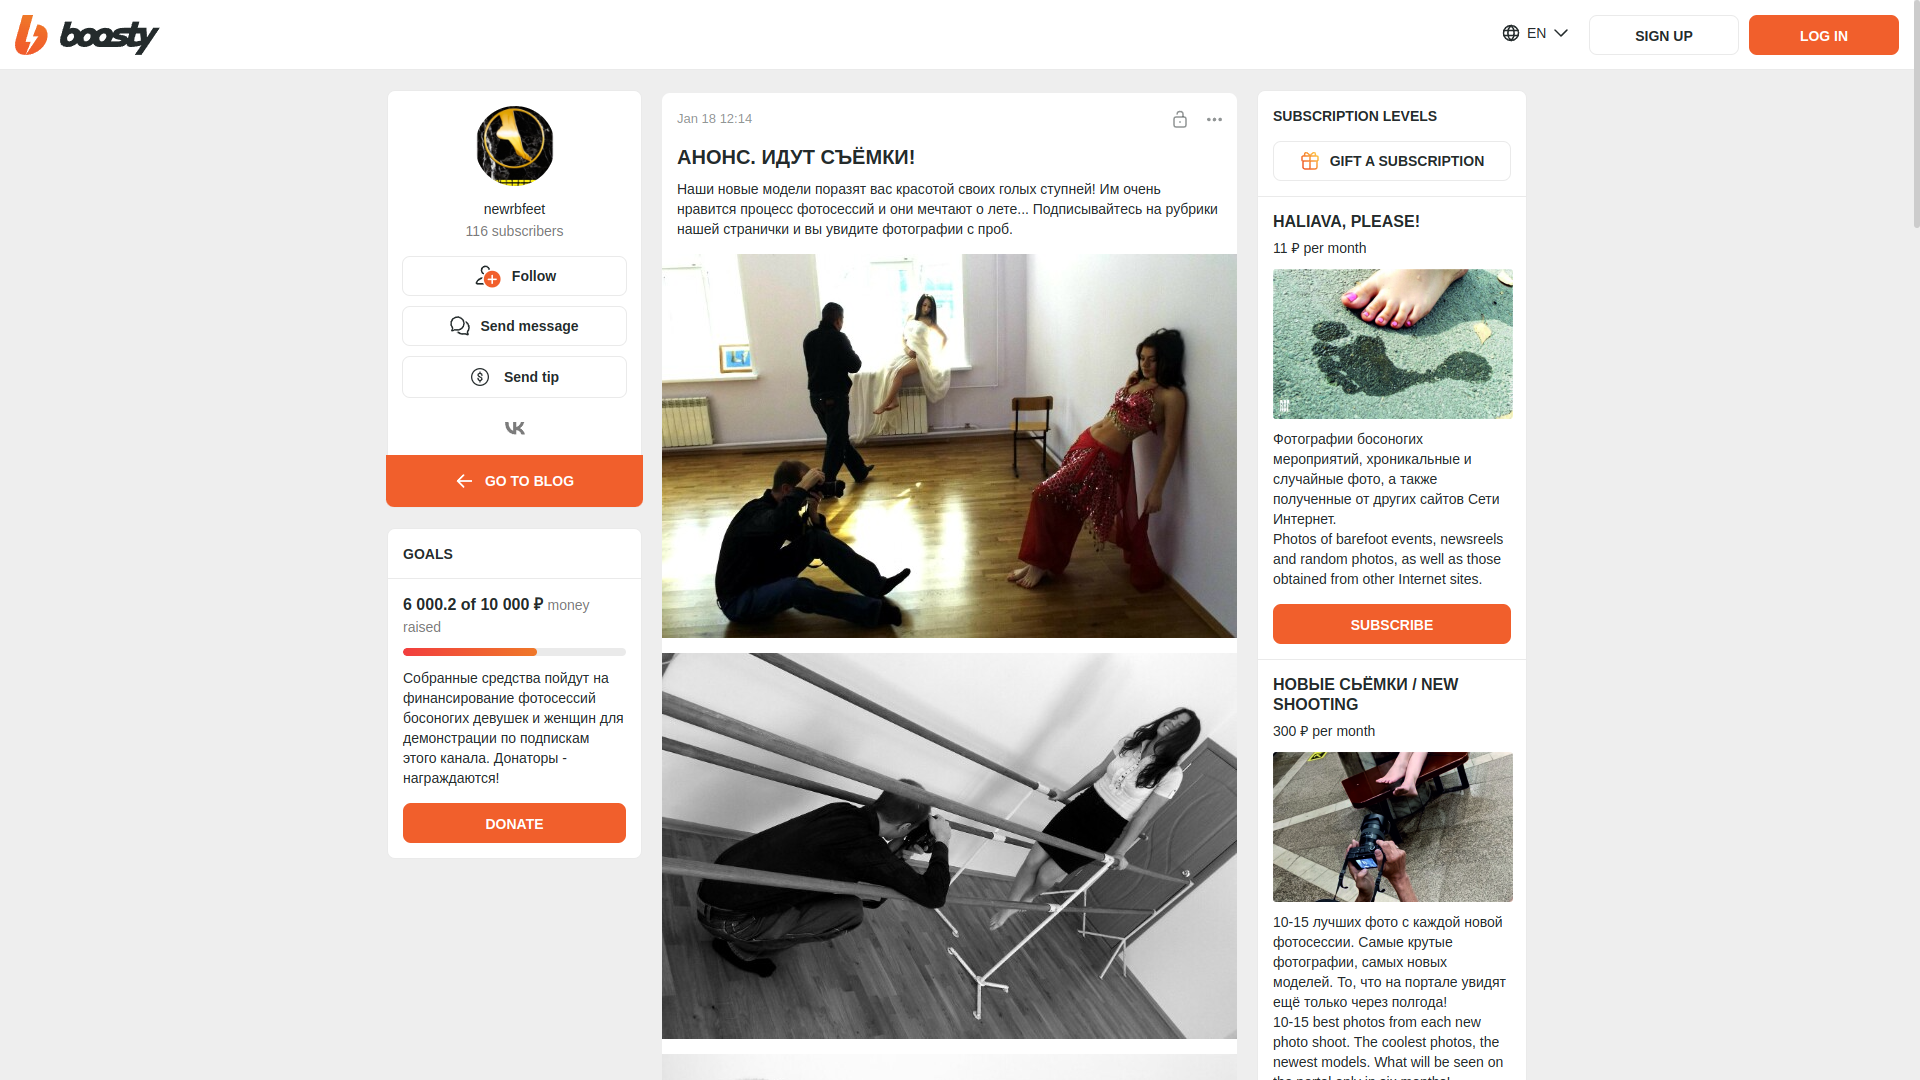 boosty
EN
SIGN UP
LOG IN
newrbfeet
116 subscribers
Follow
Send message
Send tip
GO TO BLOG
GOALS
6 000.2 of 10 000 ₽ money
raised
Собранные средства пойдут на
финансирование фотосессий
босоногих девушек и женщин для
демонстрации по подпискам
этого канала. Донаторы -
награждаются!
DONATE
Jan 18 12:14
АНОНС. ИДУТ СЪЁМКИ!
Наши новые модели поразят вас красотой своих голых ступней! Им очень
нравится процесс фотосессий и они мечтают о лете... Подписывайтесь на рубрики
нашей странички и вы увидите фотографии с проб.
SUBSCRIPTION LEVELS
GIFT A SUBSCRIPTION
HALIAVA, PLEASE!
11 ₽ per month
Фотографии босоногих
мероприятий, хроникальные и
случайные фото, а также
полученные от других сайтов Сети
Интернет.
Photos of barefoot events, newsreels
and random photos, as well as those
obtained from other Internet sites.
SUBSCRIBE
НОВЫЕ СЬЁМКИ / NEW
SHOOTING
300 ₽ per month
10-15 лучших фото с каждой новой
фотосессии. Самые крутые
фотографии, самых новых
моделей. То, что на портале увидят
ещё только через полгода!
10-15 best photos from each new
photo shoot. The coolest photos, the
newest models. What will be seen on
the portal only in six months!